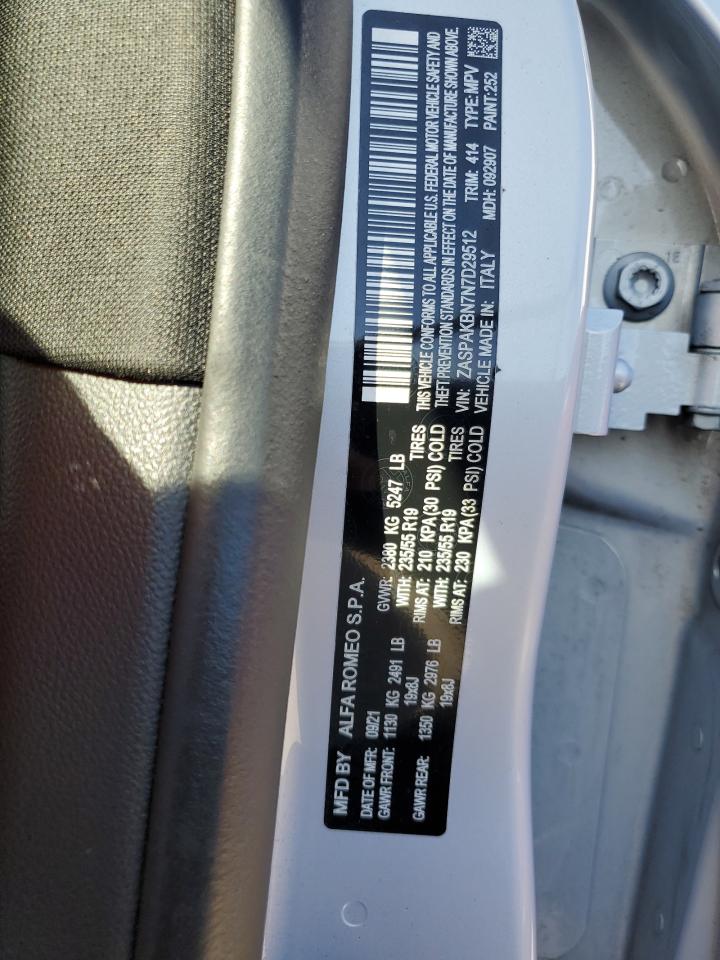 MFD BY ALFA ROMEO S.P.A.
DATE OF MFR: 09/21 GVWR: 2380 KG 5247 LB
GAWR FRONT: 1130 KG 2491 LB WITH: 235/55 R19 TIRES
19x8J RIMS AT: 210 KPA(30 PSI) COLD
GAWR REAR: 1350 KG 2976 LB WITH: 235/55 R19 TIRES
19x8J RIMS AT: 230 KPA(33 PSI) COLD
THIS VEHICLE CONFORMS TO ALL APPLICABLE U.S. FEDERAL MOTOR VEHICLE SAFETY AND
THEFT PREVENTION STANDARDS IN EFFECT ON THE DATE OF MANUFACTURE SHOWN ABOVE.
VIN: ZASPAKBN7N7D29512 TRIM: 414 TYPE: MPV
VEHICLE MADE IN: ITALY MDH: 092907 PAINT:252
1E